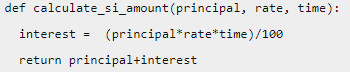 def calculate_si_amount(principal, rate, time):
  interest =  (principal*rate*time)/100
  return principal+interest